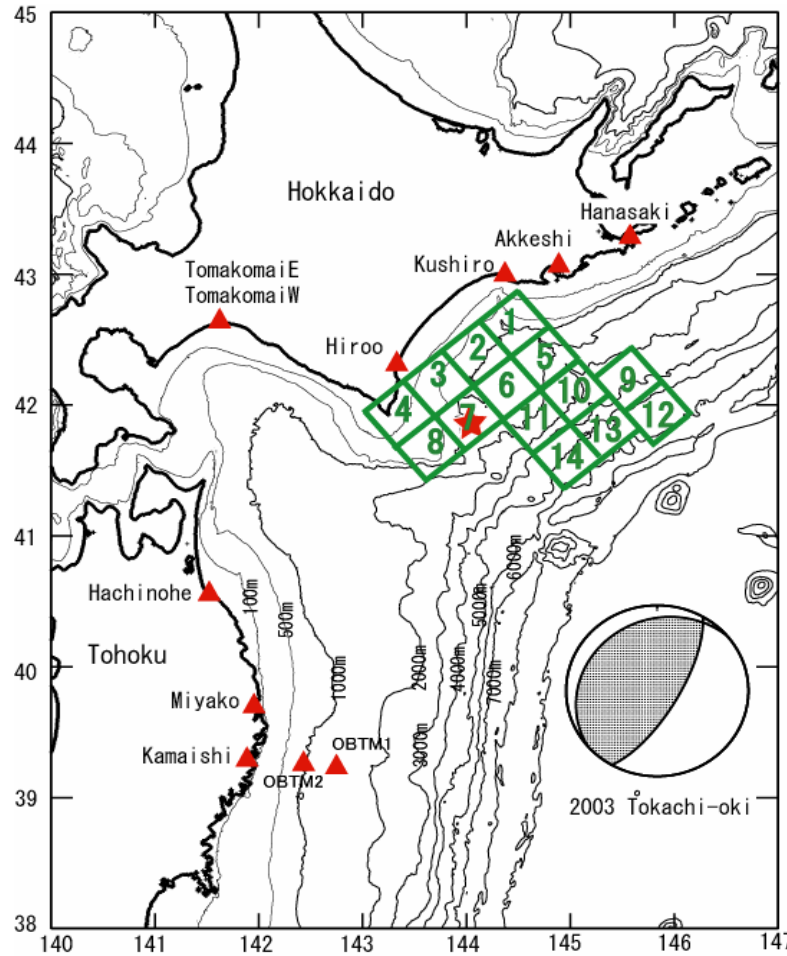 45
44
43
42
41
40
39
38
140
141
142
143
144
145
146
147
Hokkaido
Hanasaki
Akkeshi
Kushiro
TomakomaiE
TomakomaiW
Hiroo
1
2
3
4
5
6
7
8
9
10
11
12
13
14
Hachinohe
Tohoku
Miyako
Kamaishi
OBTM1
OBTM2
100m
500m
1000m
2000m
3000m
4000m
5000m
6000m
7000m
2003 Tokachi-oki